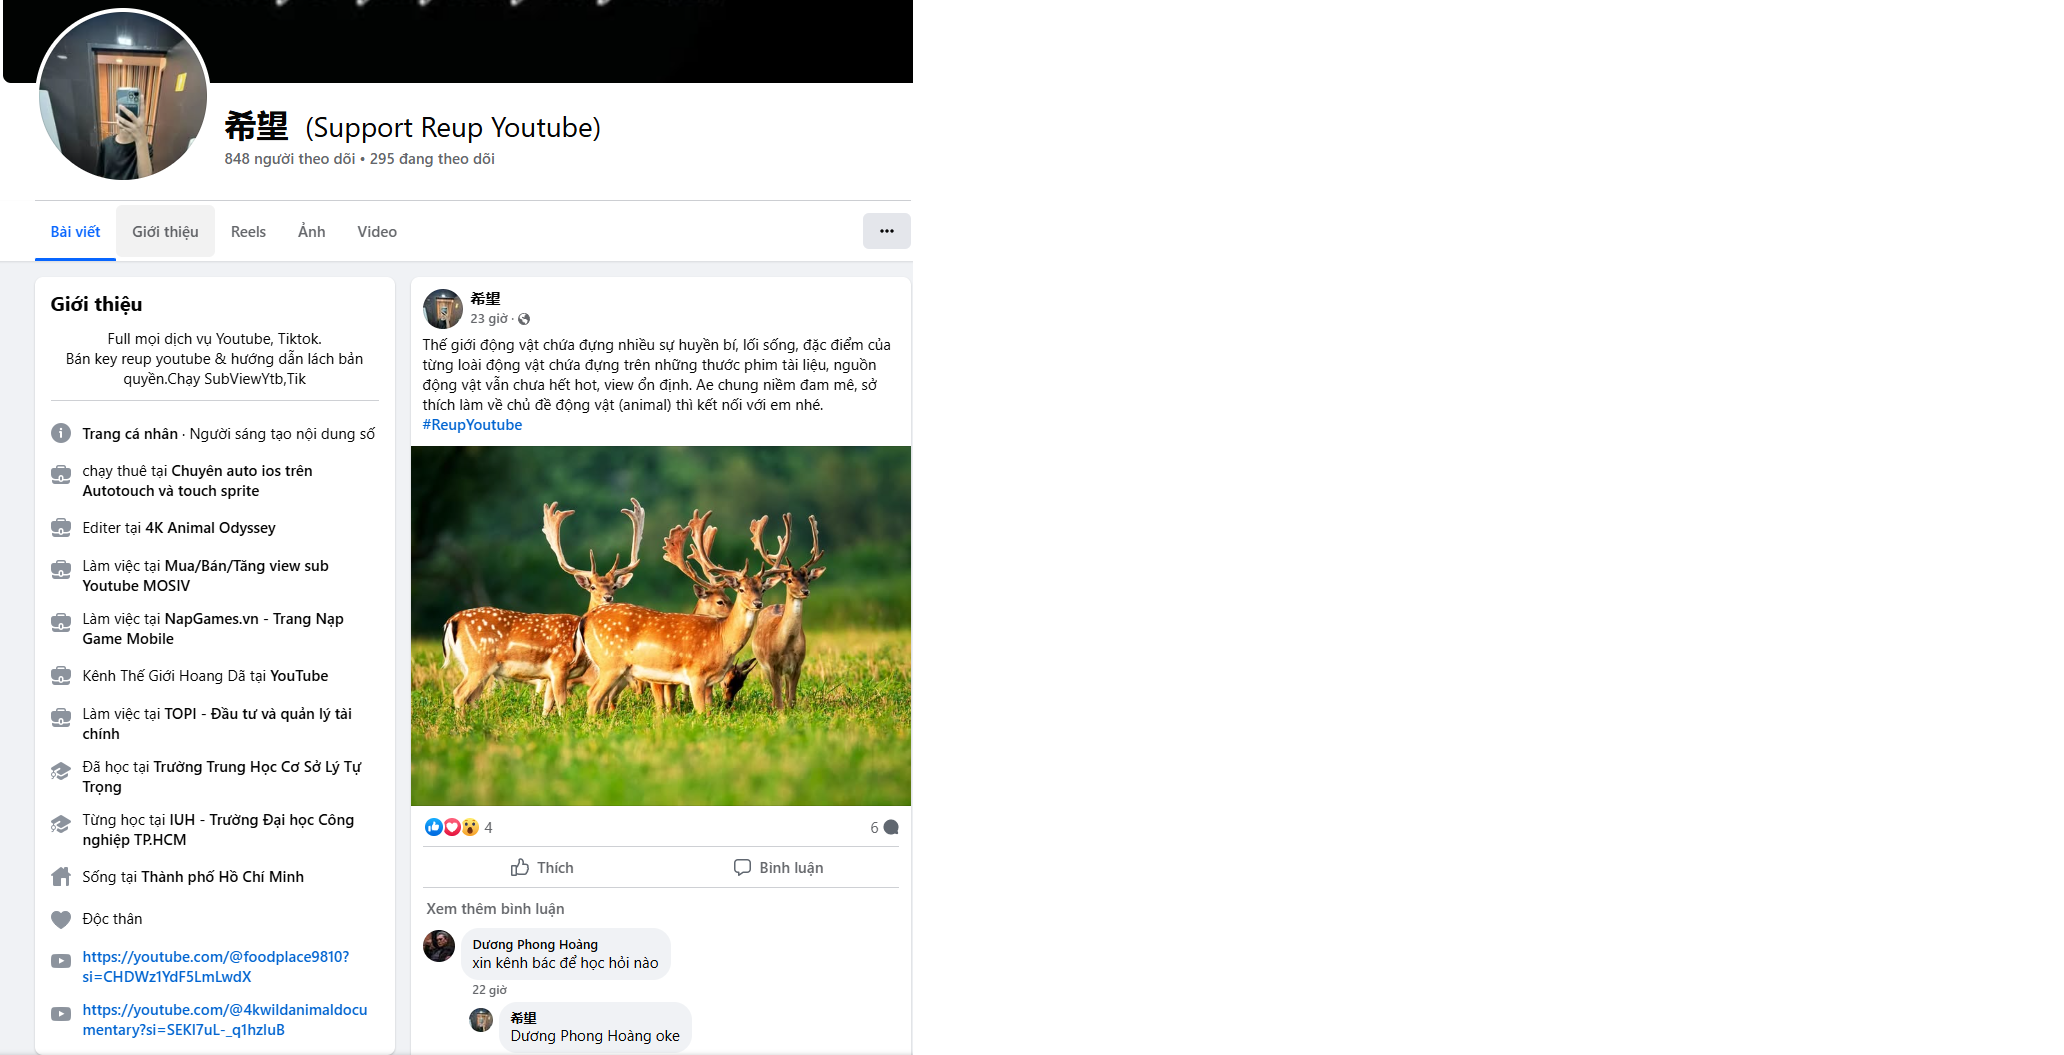 希望 (Support Reup Youtube)
848 người theo dõi • 295 đang theo dõi
Bài viết
Giới thiệu
Reels
Ảnh
Video
Giới thiệu
Full mọi dịch vụ Youtube, Tiktok.
Bán key reup youtube & hướng dẫn lách bản
quyền.Chạy SubViewYtb,Tik
Trang cá nhân · Người sáng tạo nội dung số
chạy thuê tại Chuyên auto ios trên
Autotouch và touch sprite
Editer tại 4K Animal Odyssey
Làm việc tại Mua/Bán/Tăng view sub
Youtube MOSIV
Làm việc tại NapGames.vn - Trang Nạp
Game Mobile
Kênh Thế Giới Hoang Dã tại YouTube
Làm việc tại TOPI - Đầu tư và quản lý tài
chính
Đã học tại Trường Trung Học Cơ Sở Lý Tự
Trọng
Từng học tại IUH - Trường Đại học Công
nghiệp TP.HCM
Sống tại Thành phố Hồ Chí Minh
Độc thân
https://youtube.com/@foodplace9810?
si=CHDWz1YdF5LmLwdX
https://youtube.com/@4kwildanimaldocu
mentary?si=SEKI7uL-_q1hzluB
希望
23 giờ ·
Thế giới động vật chứa đựng nhiều sự huyền bí, lối sống, đặc điểm của
từng loài động vật chứa đựng trên những thước phim tài liệu, nguồn
động vật vẫn chưa hết hot, view ổn định. Ae chung niềm đam mê, sở
thích làm về chủ đề động vật (animal) thì kết nối với em nhé.
#ReupYoutube
4
6
Thích
Bình luận
Xem thêm bình luận
Dương Phong Hoàng
xin kênh bác để học hỏi nào
22 giờ
希望
Dương Phong Hoàng oke